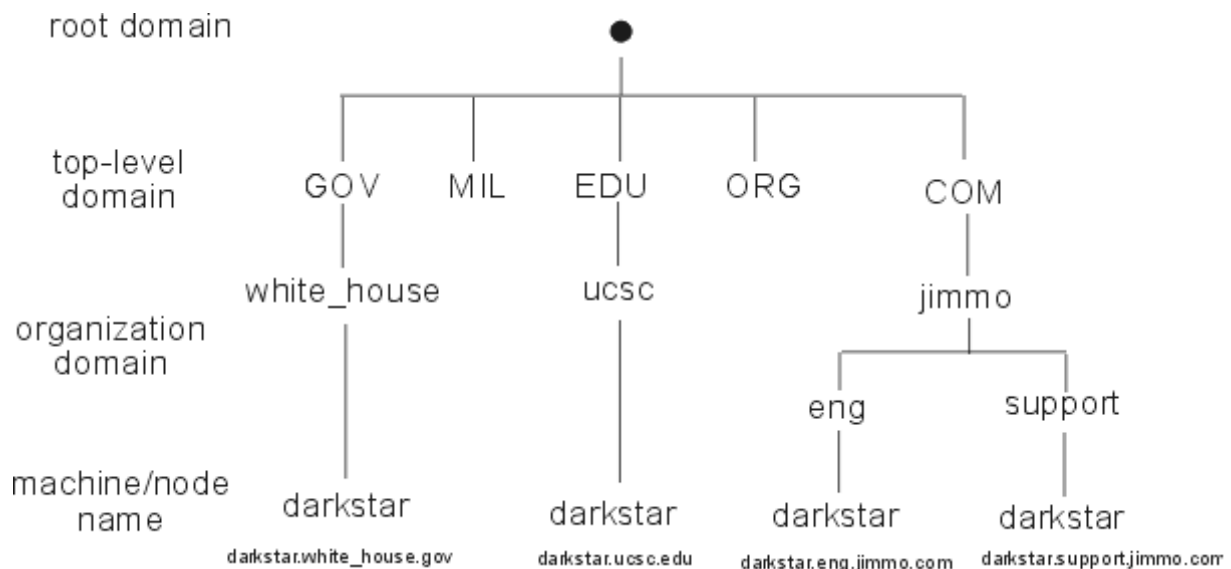 root domain
top-level
domain
GOV MIL EDU ORG COM
white_house ucsc jimmo
organization
domain
eng support
machine/node
name
darkstar darkstar darkstar darkstar
darkstar.white_house.gov darkstar.ucsc.edu darkstar.eng.jimmo.com darkstar.support.jimmo.com